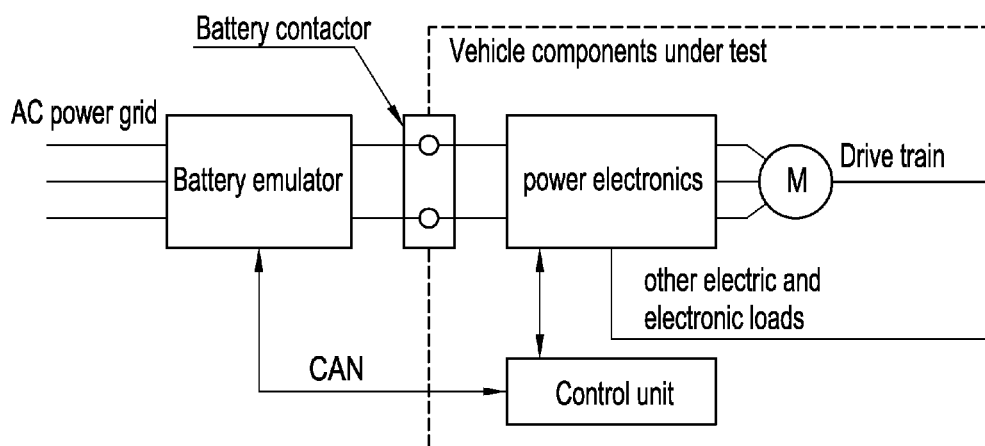 Battery contactor
Vehicle components under test
AC power grid
Battery emulator
power electronics
M
Drive train
other electric and
electronic loads
CAN
Control unit